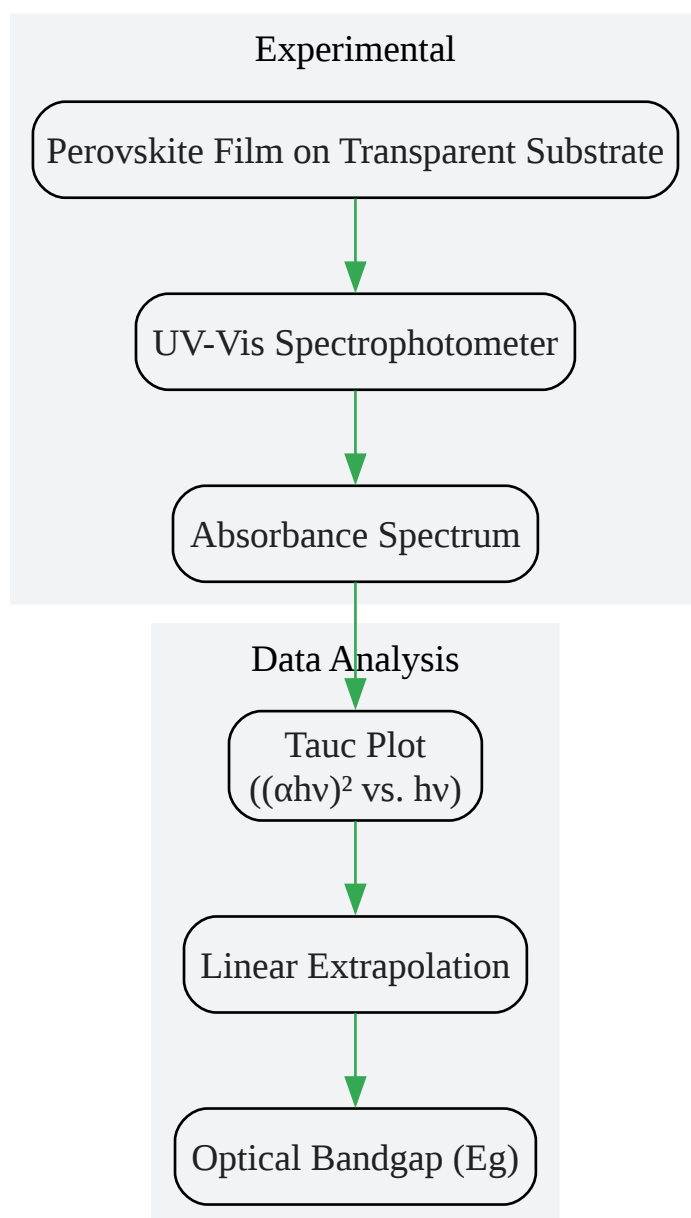 Experimental
Perovskite Film on Transparent Substrate
UV-Vis Spectrophotometer
Absorbance Spectrum
Data Analysis
Tauc Plot
((αhν)² vs. hν)
Linear Extrapolation
Optical Bandgap (Eg)